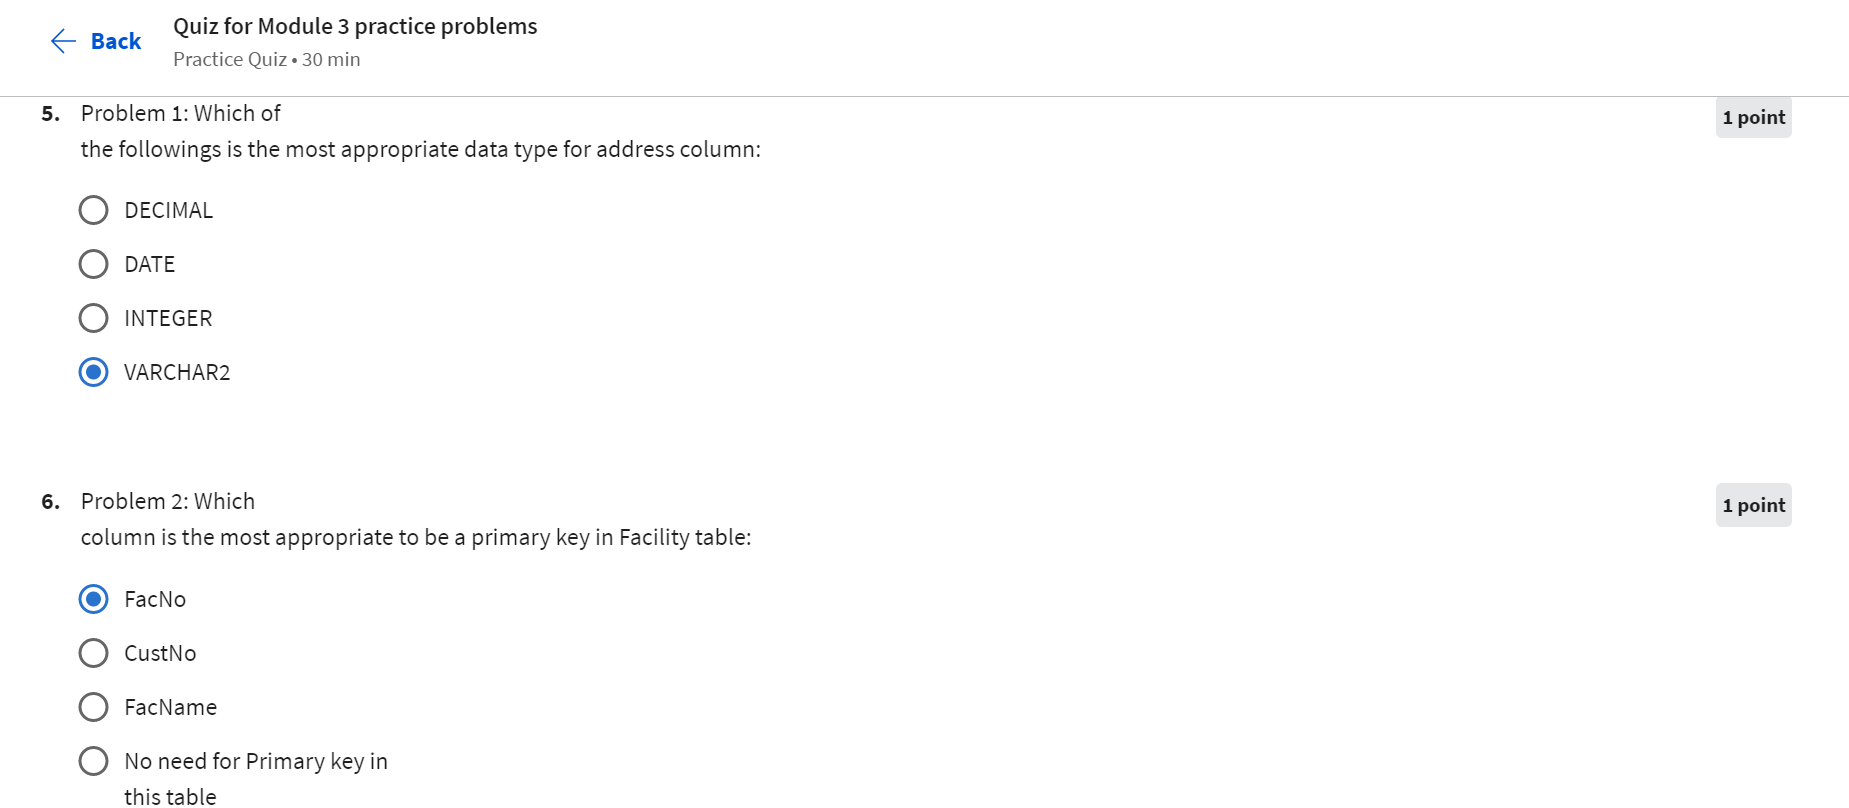 Back
Quiz for Module 3 practice problems
Practice Quiz • 30 min
5. Problem 1: Which of
the followings is the most appropriate data type for address column:
1 point
DECIMAL
DATE
INTEGER
VARCHAR2
6. Problem 2: Which
column is the most appropriate to be a primary key in Facility table:
1 point
FacNo
CustNo
FacName
No need for Primary key in
this table